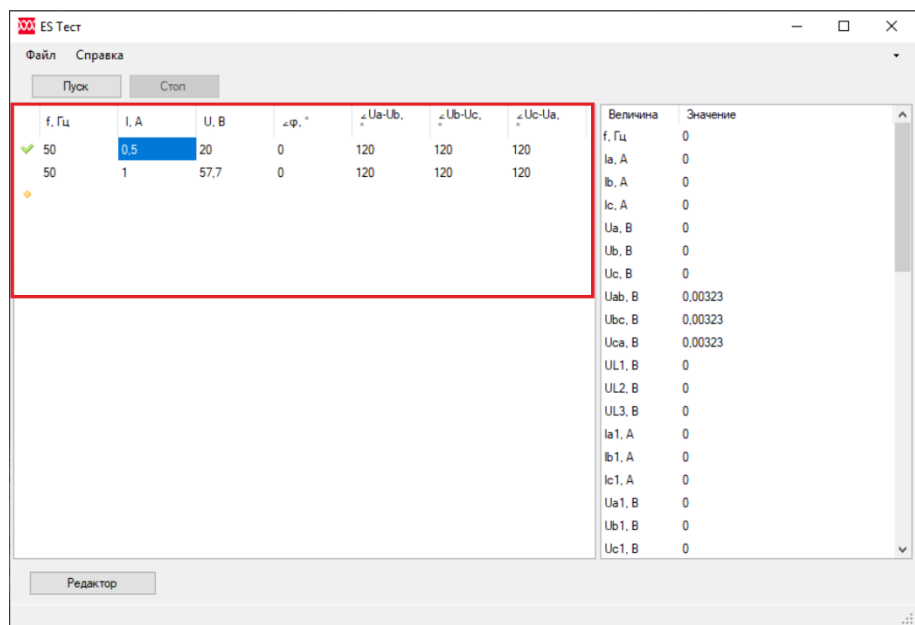 ES Тест
Файл Справка
Пуск Стоп
f, Гц I, А U, В ∠φ, ° ∠Ua-Ub, ° ∠Ub-Uc, ° ∠Uc-Ua, °
50 0,5 20 0 120 120 120
50 1 57,7 0 120 120 120
Величина Значение
f, Гц 0
Ia, А 0
Ib, А 0
Ic, А 0
Ua, В 0
Ub, В 0
Uc, В 0
Uab, В 0,00323
Ubc, В 0,00323
Uca, В 0,00323
UL1, В 0
UL2, В 0
UL3, В 0
Ia1, А 0
Ib1, А 0
Ic1, А 0
Ua1, В 0
Ub1, В 0
Uc1, В 0
Редактор